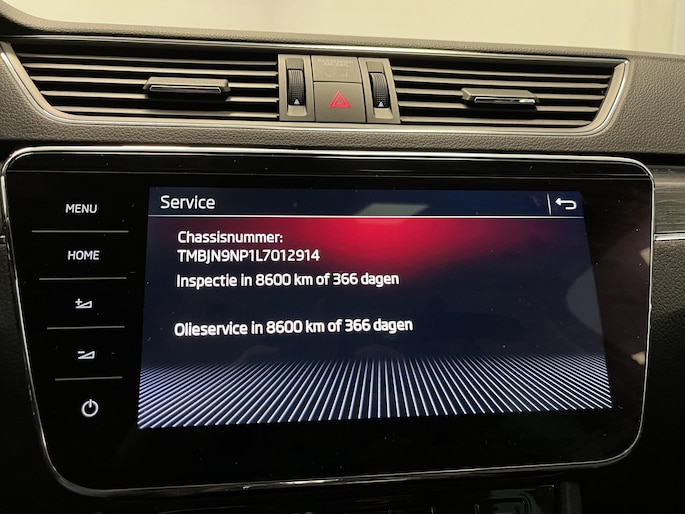 MENU
HOME
Service
Chassisnummer:
TMBJN9NP1L7012914
Inspectie in 8600 km of 366 dagen
Olieservice in 8600 km of 366 dagen